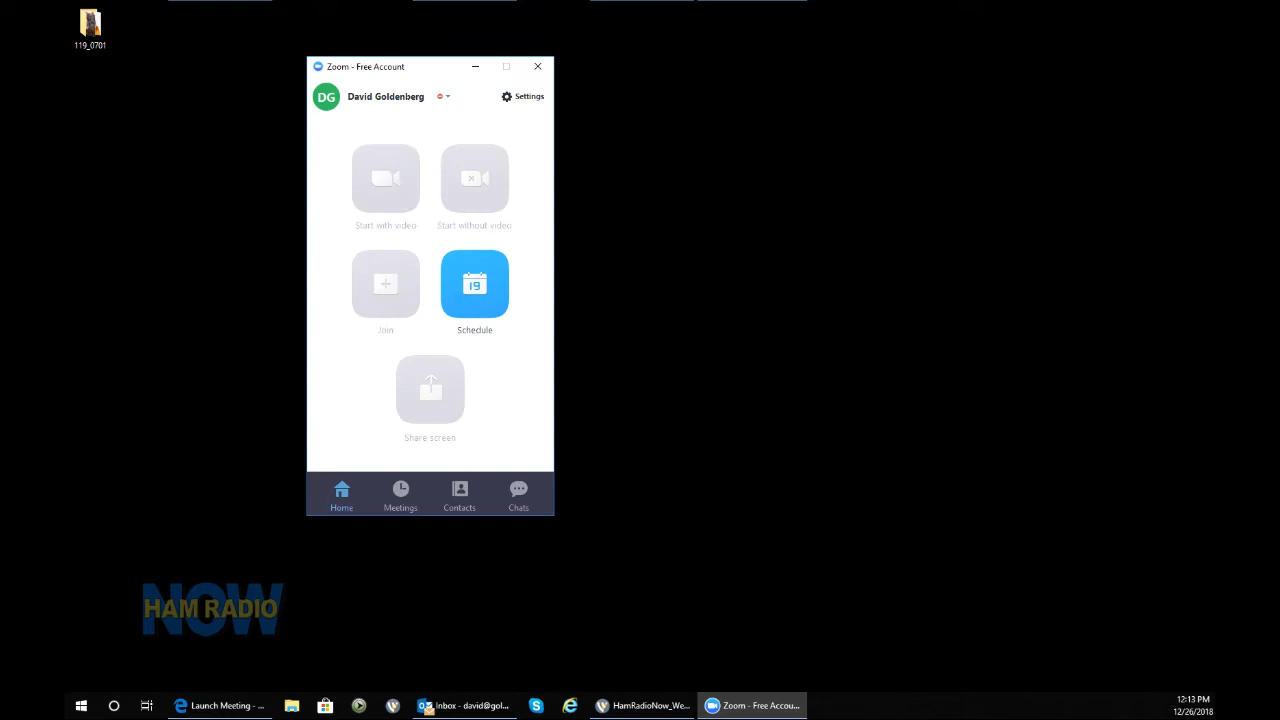 119_0701
Zoom - Free Account
DG
David Goldenberg
Settings
Start with video
Start without video
Join
19
Schedule
Share screen
Home
Meetings
Contacts
Chats
NOW
HAM RADIO
Launch Meeting - ...
Inbox - david@gol...
HamRadioNow_We...
Zoom - Free Accou...
12:13 PM
12/26/2018